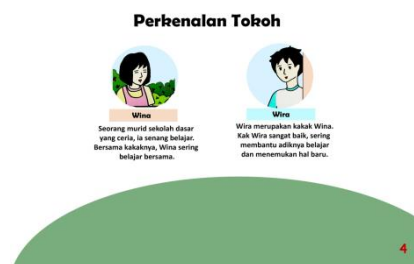 Perkenalan Tokoh
Wina
Seorang murid sekolah dasar
yang ceria, ia senang belajar.
Bersama kakaknya, Wina sering
belajar bersama.
Wira
Wira merupakan kakak Wina.
Kak Wira sangat baik, sering
membantu adiknya belajar
dan menemukan hal baru.
4